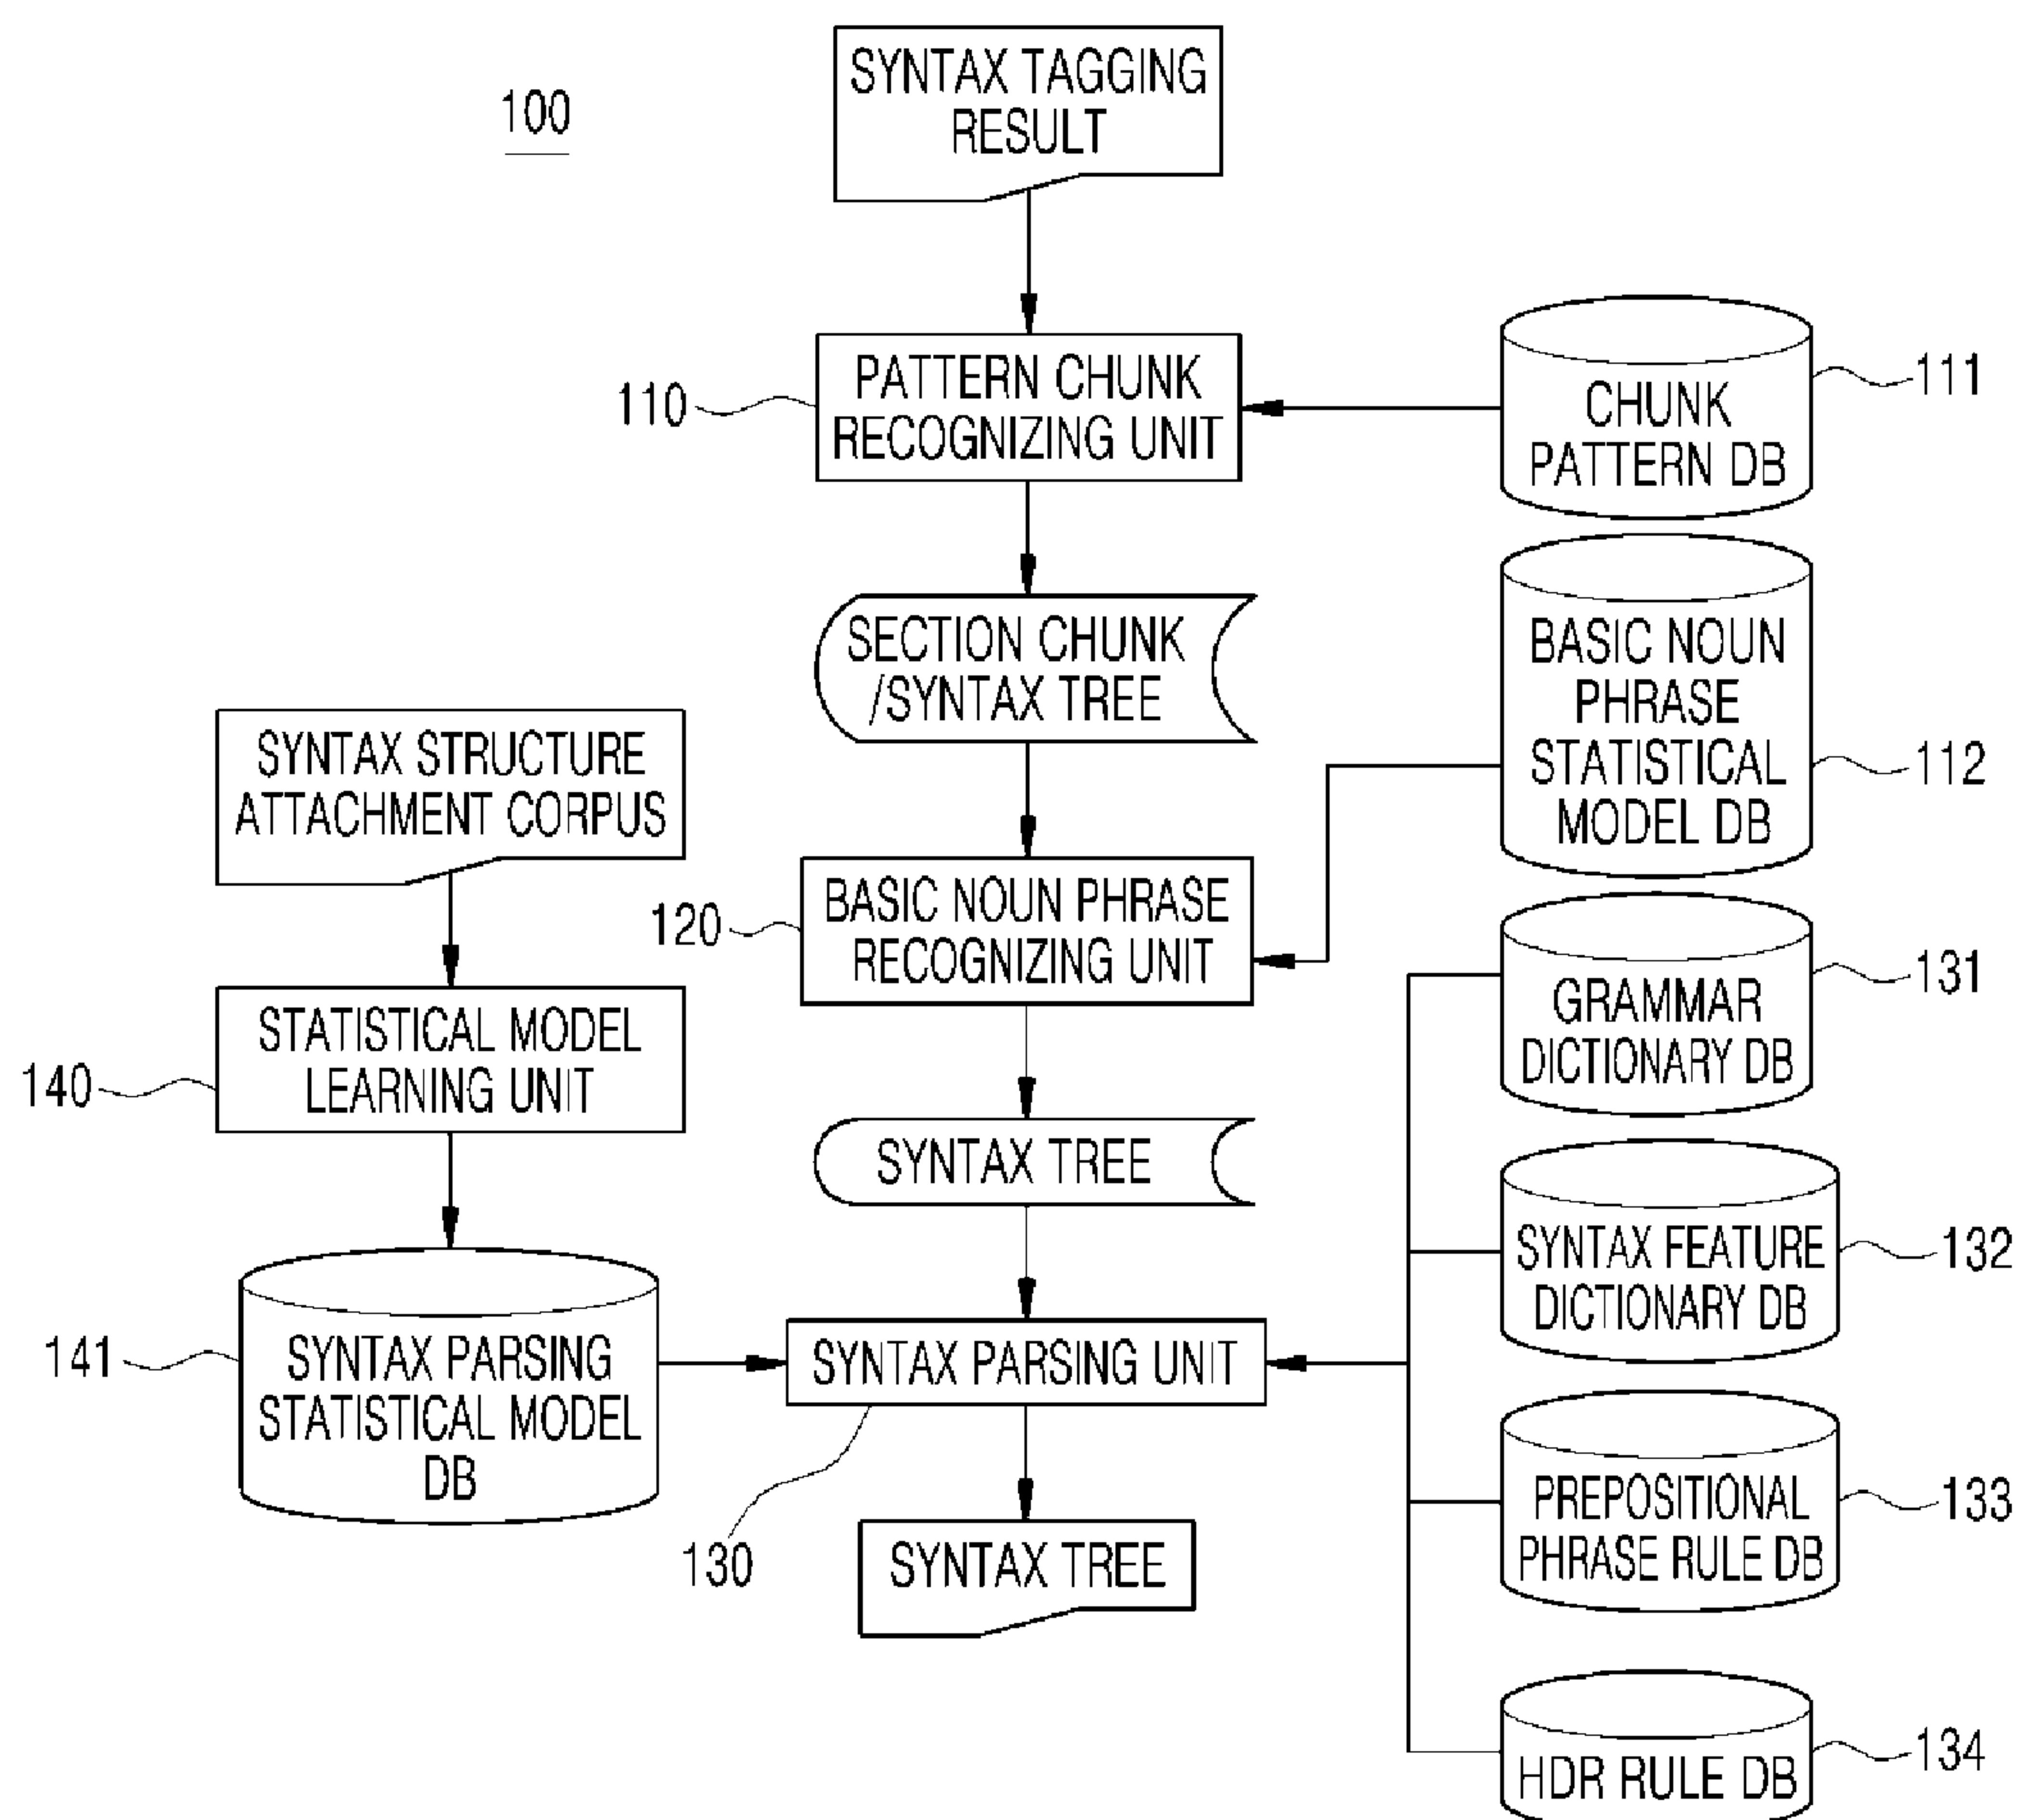 100
SYNTAX TAGGING
RESULT
PATTERN CHUNK
RECOGNIZING UNIT
110
CHUNK
PATTERN DB
111
SECTION CHUNK
/SYNTAX TREE
BASIC NOUN
PHRASE
STATISTICAL
MODEL DB
112
SYNTAX STRUCTURE
ATTACHMENT CORPUS
BASIC NOUN PHRASE
RECOGNIZING UNIT
120
GRAMMAR
DICTIONARY DB
131
STATISTICAL MODEL
LEARNING UNIT
140
SYNTAX TREE
SYNTAX FEATURE
DICTIONARY DB
132
SYNTAX PARSING
STATISTICAL MODEL
DB
141
SYNTAX PARSING UNIT
130
PREPOSITIONAL
PHRASE RULE DB
133
SYNTAX TREE
HDR RULE DB
134